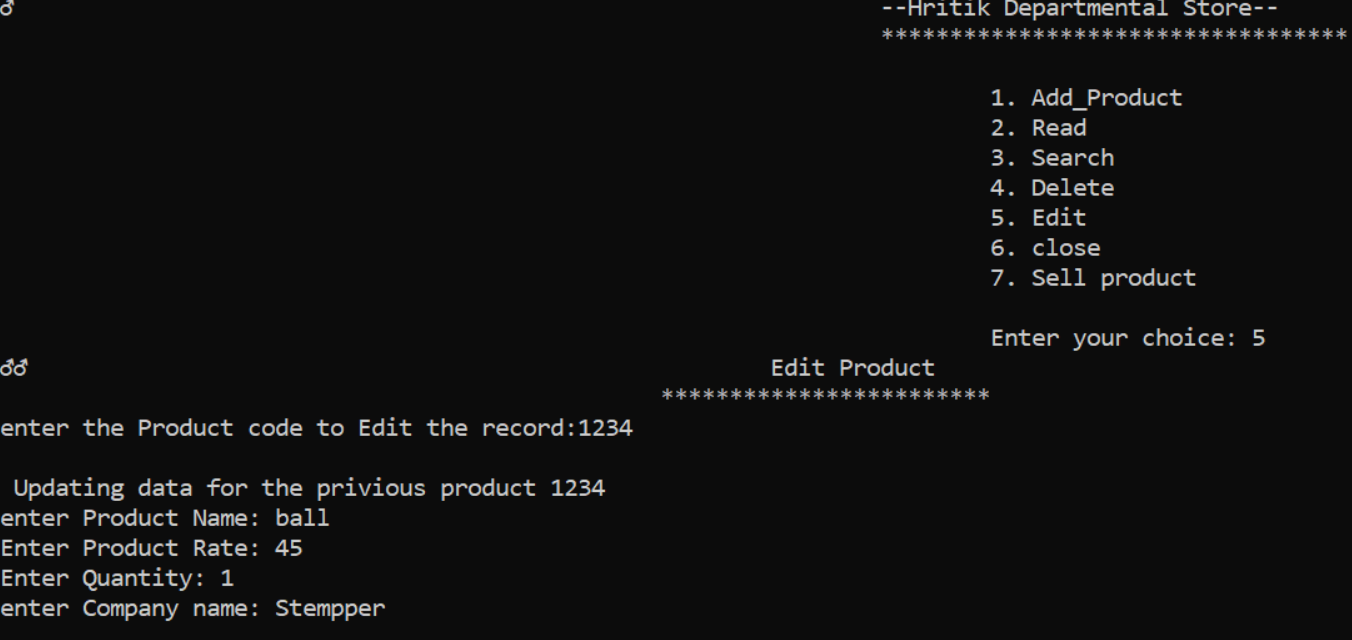 ♂ --Hritik Departmental Store--
**********************************
1. Add_Product
2. Read
3. Search
4. Delete
5. Edit
6. close
7. Sell product
Enter your choice: 5
♂♂ Edit Product
************************
enter the Product code to Edit the record:1234
Updating data for the privious product 1234
enter Product Name: ball
Enter Product Rate: 45
Enter Quantity: 1
enter Company name: Stempper